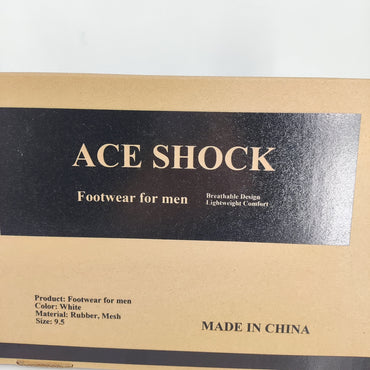 ACE SHOCK
Footwear for men
Breathable Design
Lightweight Comfort
Product: Footwear for men
Color: White
Material: Rubber, Mesh
Size: 9.5
MADE IN CHINA